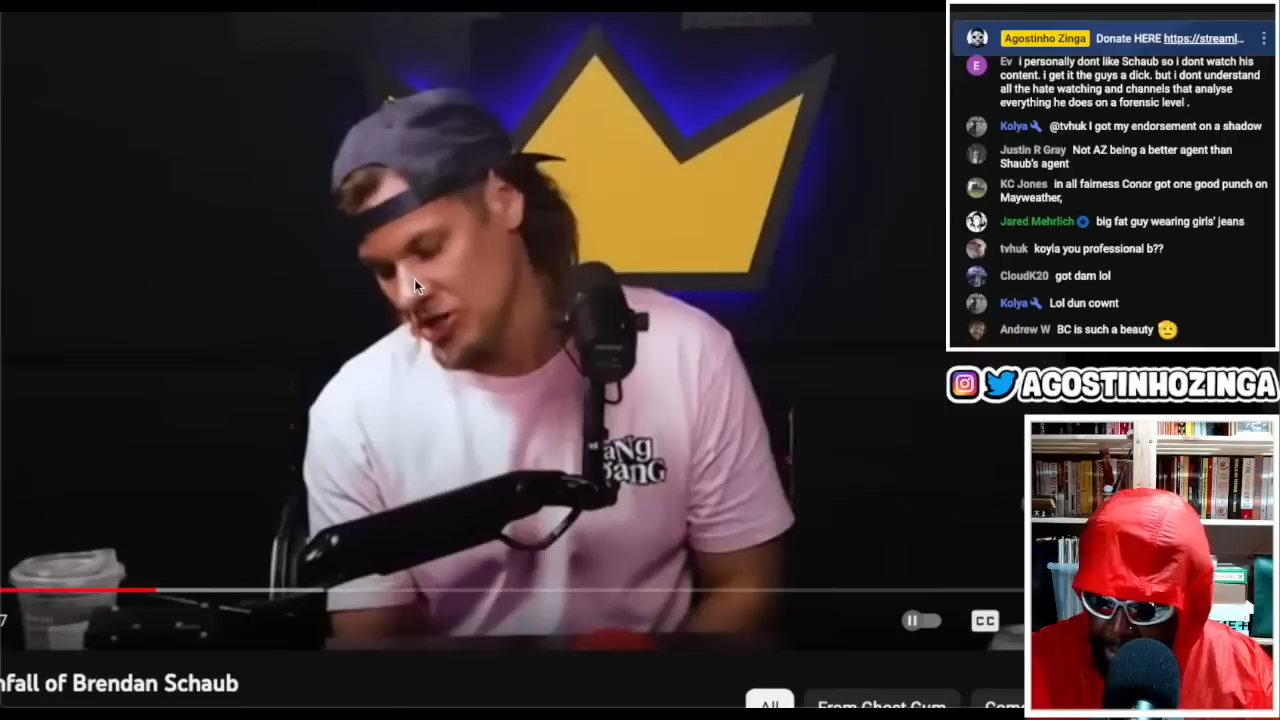 Agostinho Zinga Donate HERE https://streaml...
Ev i personally dont like Schaub so i dont watch his
content. i get it the guys a dick. but i dont understand
all the hate watching and channels that analyse
everything he does on a forensic level .
Kolya @tvhuk I got my endorsement on a shadow
Justin R Gray Not AZ being a better agent than
Shaub's agent
KC Jones in all fairness Conor got one good punch on
Mayweather,
Jared Mehrlich big fat guy wearing girls' jeans
tvhuk koyla you professional b??
CloudK20 got dam lol
Kolya Lol dun cownt
Andrew W BC is such a beauty
AGOSTINHOZINGA
aNg
ganG
7
CC
nfall of Brendan Schaub
All
From Ghost Gum